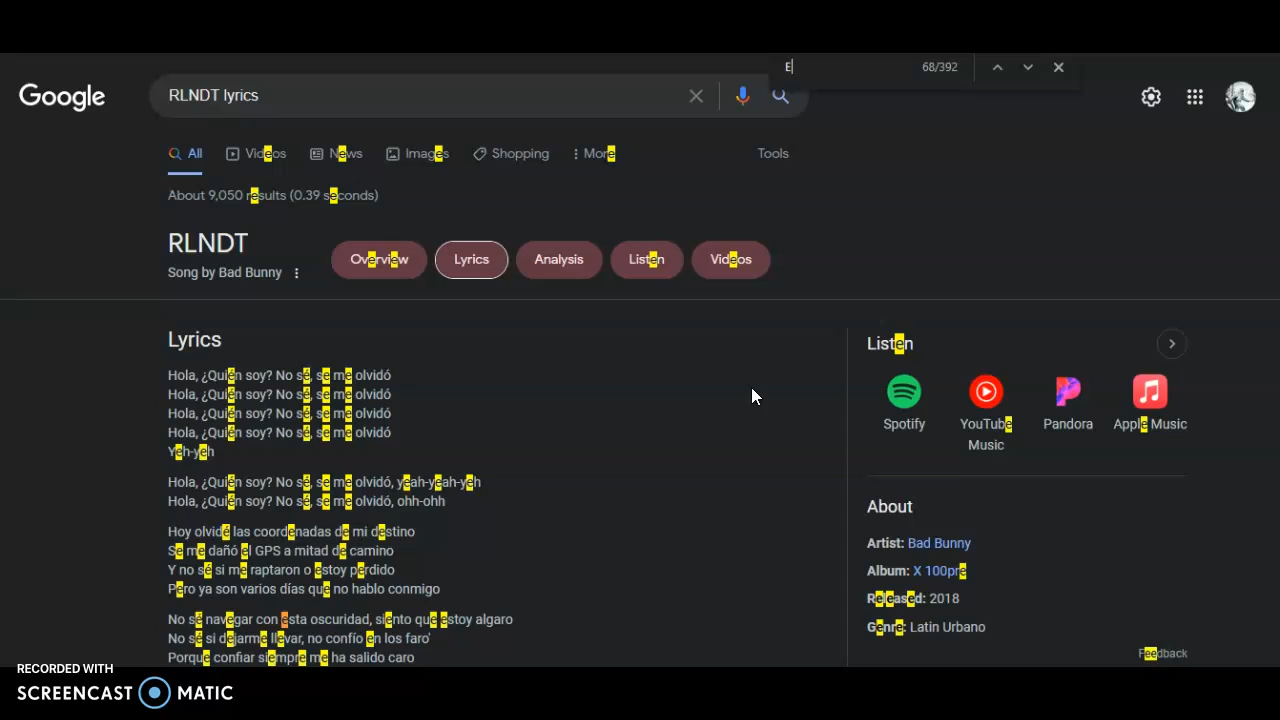 E 68/392
Google RLNDT lyrics
All Videos News Images Shopping More Tools
About 9,050 results (0.39 seconds)
RLNDT
Song by Bad Bunny
Overview Lyrics Analysis Listen Videos
Lyrics
Hola, ¿Quién soy? No sé, se me olvidó
Hola, ¿Quién soy? No sé, se me olvidó
Hola, ¿Quién soy? No sé, se me olvidó
Hola, ¿Quién soy? No sé, se me olvidó
Yeh-yeh
Hola, ¿Quién soy? No sé, se me olvidó, yeah-yeah-yeh
Hola, ¿Quién soy? No sé, se me olvidó, ohh-ohh
Hoy olvidé las coordenadas de mi destino
Se me dañó el GPS a mitad de camino
Y no sé si me raptaron o estoy perdido
Pero ya son varios días que no hablo conmigo
No sé navegar con esta oscuridad, siento que estoy algaro
No sé si dejarme llevar, no confío en los faro'
Porque confiar siempre me ha salido caro
Listen
Spotify
YouTube Music
Pandora
Apple Music
About
Artist: Bad Bunny
Album: X 100pre
Released: 2018
Genre: Latin Urbano
Feedback
RECORDED WITH
SCREENCAST MATIC